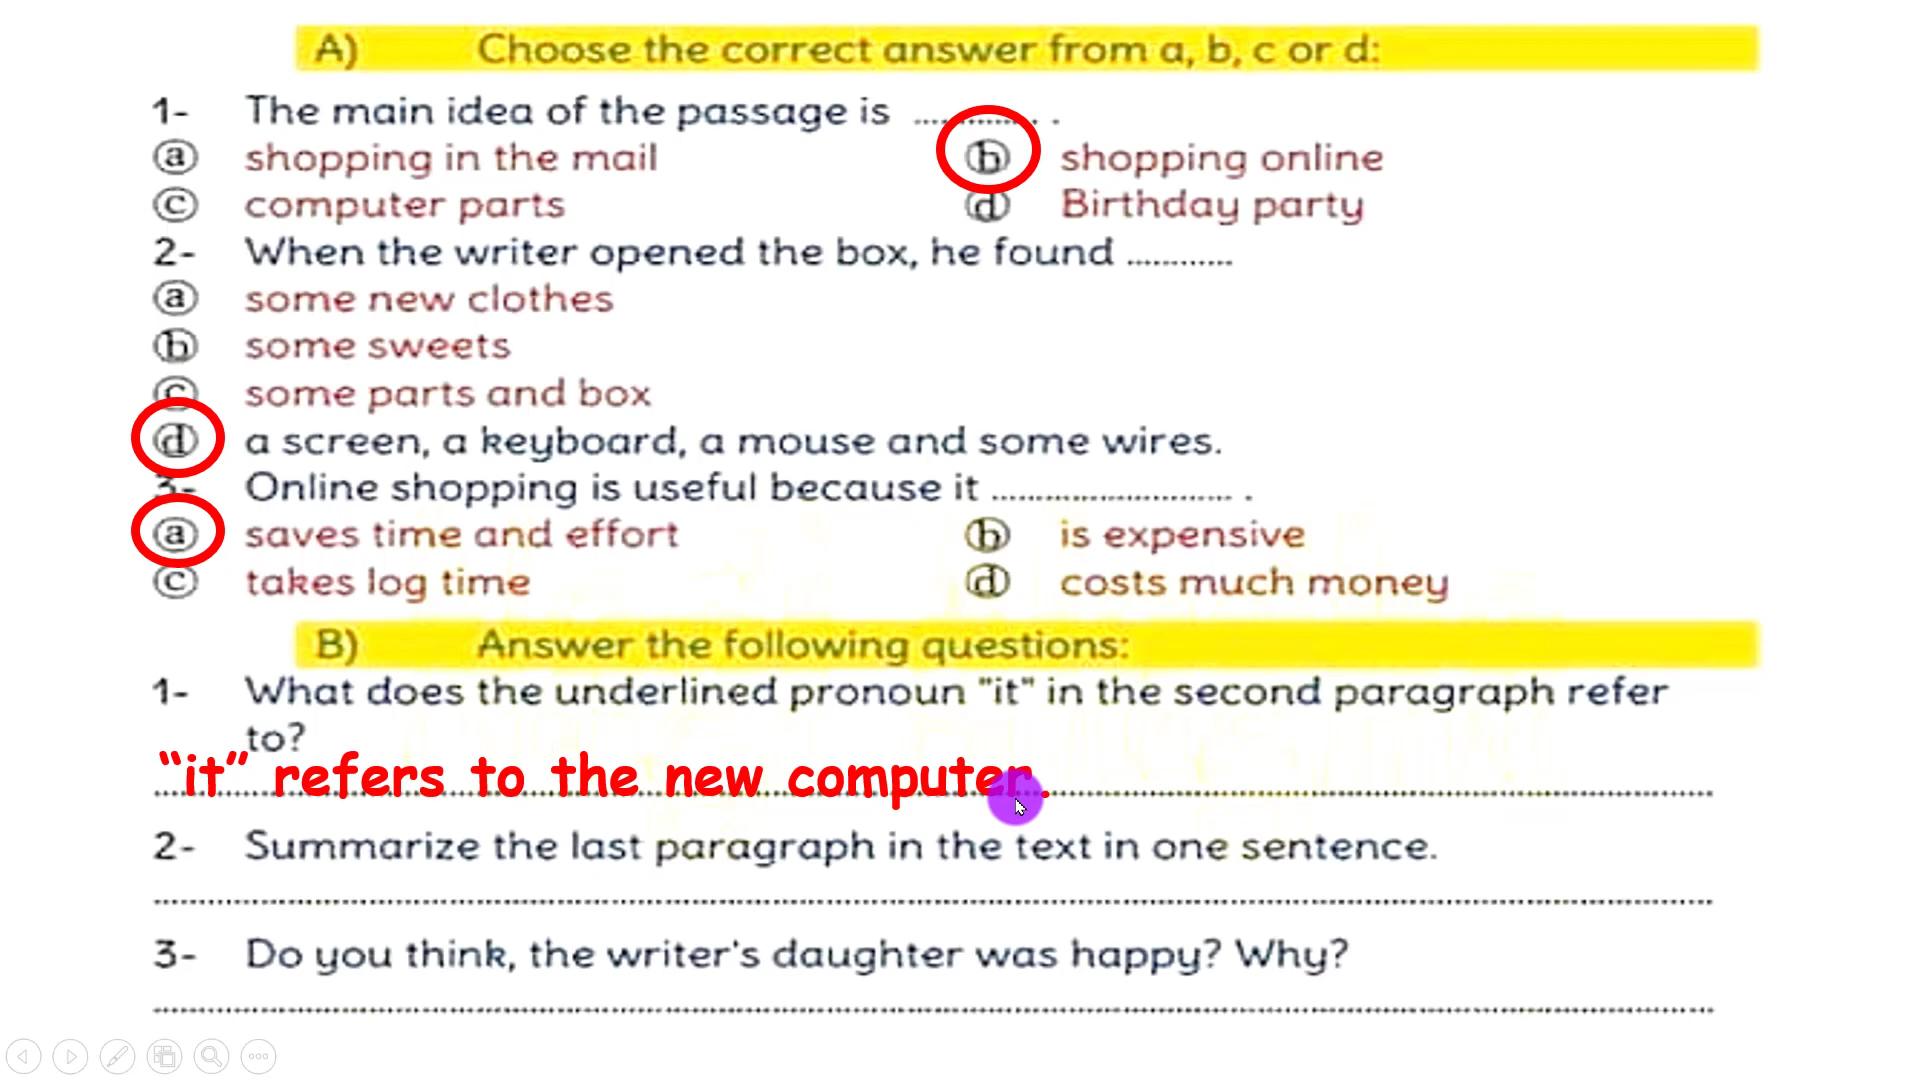 A) Choose the correct answer from a, b, c or d:
1- The main idea of the passage is ............. .
ⓐ shopping in the mail ⓑ shopping online
ⓒ computer parts ⓓ Birthday party
2- When the writer opened the box, he found ............
ⓐ some new clothes
ⓑ some sweets
ⓒ some parts and box
ⓓ a screen, a keyboard, a mouse and some wires.
3- Online shopping is useful because it ........................... .
ⓐ saves time and effort ⓑ is expensive
ⓒ takes log time ⓓ costs much money
B) Answer the following questions:
1- What does the underlined pronoun "it" in the second paragraph refer
to?
“it” refers to the new computer.
2- Summarize the last paragraph in the text in one sentence.
3- Do you think, the writer's daughter was happy? Why?